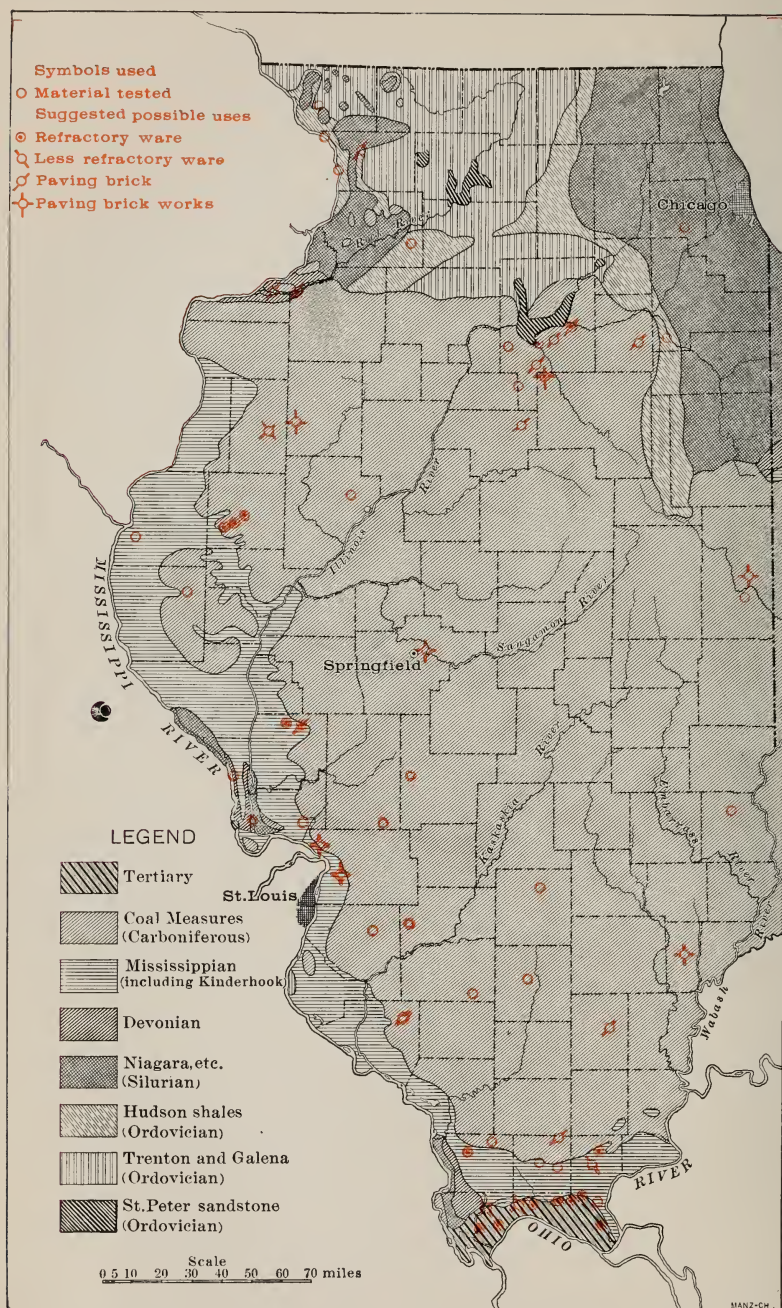 Symbols used
Material tested
Suggested possible uses
Refractory ware
Less refractory ware
Paving brick
Paving brick works
Chicago
Rock River
Illinois
River
Sangamon River
Springfield
MISSISSIPPI
RIVER
Kaskaskia
River
Embarrass
River
Wabash
River
St. Louis
OHIO
RIVER
LEGEND
Tertiary
Coal Measures
(Carboniferous)
Mississippian
(including Kinderhook)
Devonian
Niagara, etc.
(Silurian)
Hudson shales
(Ordovician)
Trenton and Galena
(Ordovician)
St. Peter sandstone
(Ordovician)
Scale
0 5 10 20 30 40 50 60 70 miles
MANZ-CH.